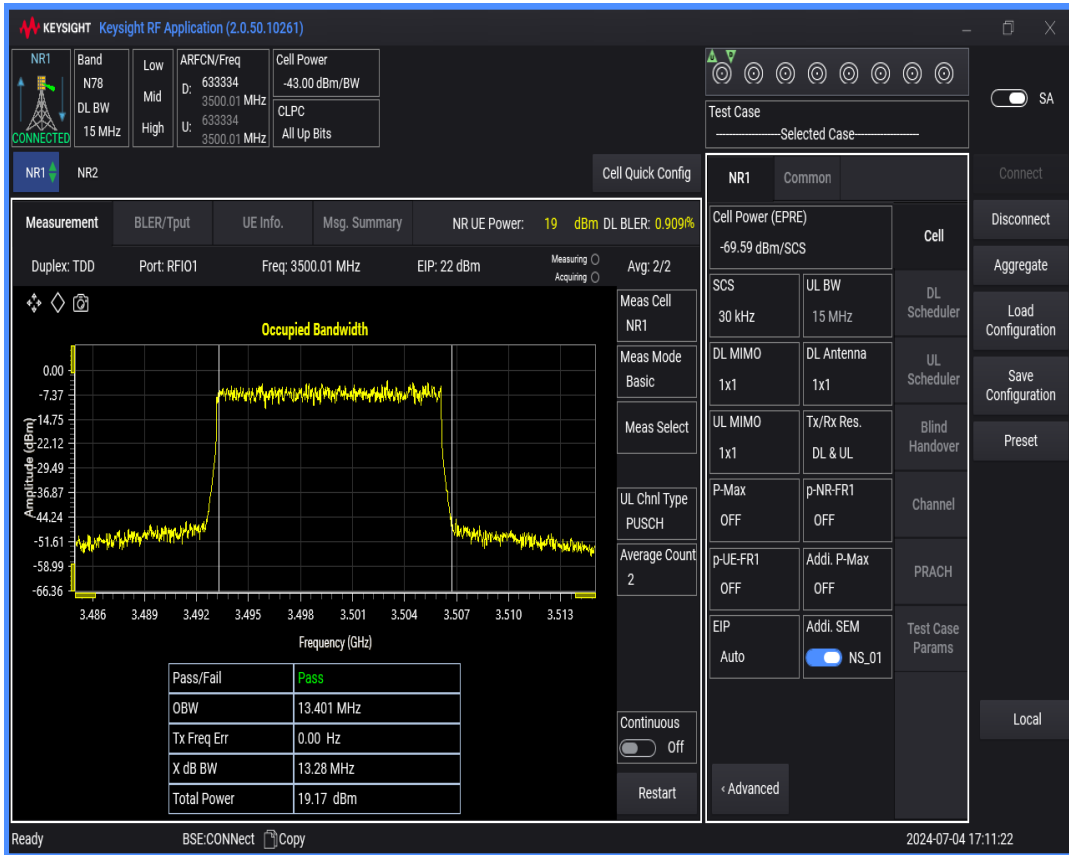 KEYSIGHT Keysight RF Application (2.0.50.10261)
NR1
CONNECTED
Band
N78
DL BW
15 MHz
Low
Mid
High
ARFCN/Freq
D: 633334
3500.01 MHz
U: 633334
3500.01 MHz
Cell Power
-43.00 dBm/BW
CLPC
All Up Bits
Test Case
Selected Case
SA
NR1
NR2
Cell Quick Config
Measurement
BLER/Tput
UE Info.
Msg. Summary
NR UE Power: 19 dBm DL BLER: 0.909%
Duplex: TDD
Port: RFIO1
Freq: 3500.01 MHz
EIP: 22 dBm
Measuring
Acquiring
Avg: 2/2
Occupied Bandwidth
Amplitude (dBm)
0.00
-7.37
-14.75
-22.12
-29.49
-36.87
-44.24
-51.61
-58.99
-66.36
3.486 3.489 3.492 3.495 3.498 3.501 3.504 3.507 3.510 3.513
Frequency (GHz)
Pass/Fail Pass
OBW 13.401 MHz
Tx Freq Err 0.00 Hz
X dB BW 13.28 MHz
Total Power 19.17 dBm
Meas Cell
NR1
Meas Mode
Basic
Meas Select
UL Chnl Type
PUSCH
Average Count
2
Continuous
Off
Restart
NR1
Common
Cell Power (EPRE)
-69.59 dBm/SCS
SCS
30 kHz
UL BW
15 MHz
DL MIMO
1x1
DL Antenna
1x1
UL MIMO
1x1
Tx/Rx Res.
DL & UL
P-Max
OFF
p-NR-FR1
OFF
p-UE-FR1
OFF
Addi. P-Max
OFF
EIP
Auto
Addi. SEM
NS_01
‹ Advanced
Cell
DL
Scheduler
UL
Scheduler
Blind
Handover
Channel
PRACH
Test Case
Params
Connect
Disconnect
Aggregate
Load
Configuration
Save
Configuration
Preset
Local
Ready
BSE:CONNect
Copy
2024-07-04 17:11:22